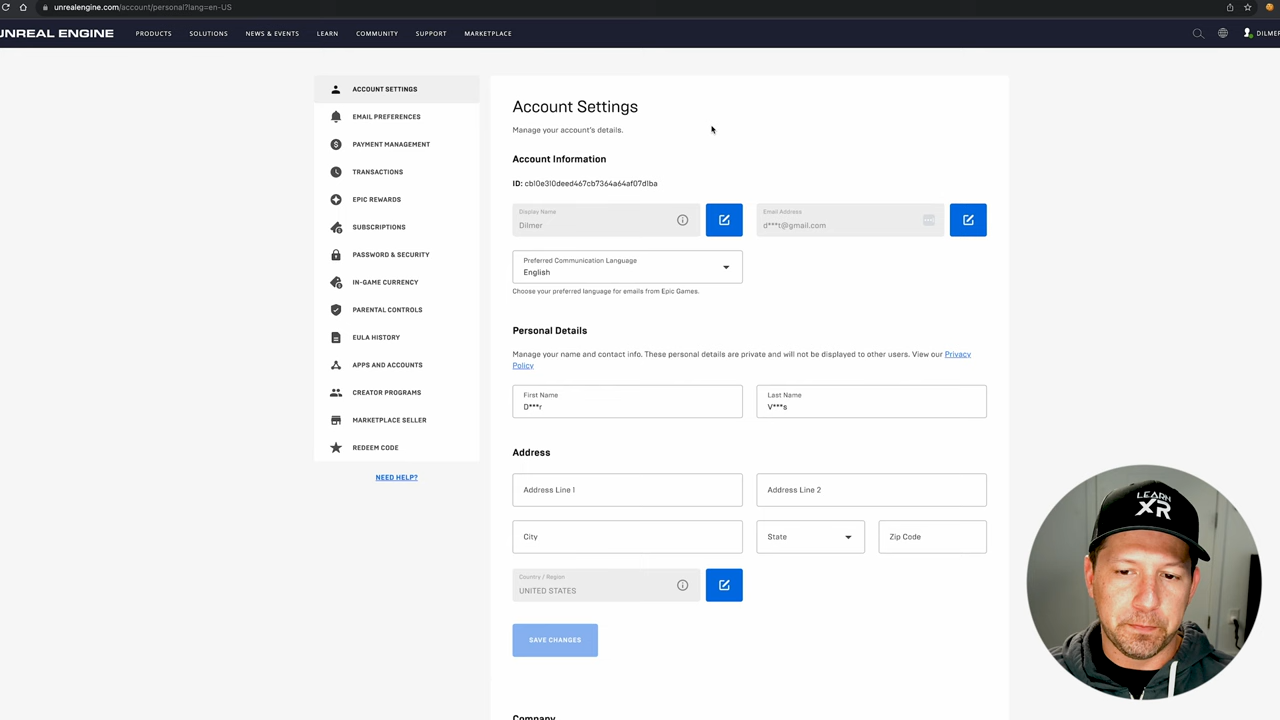 unrealengine.com/account/personal?lang=en-US
UNREAL ENGINE
PRODUCTS
SOLUTIONS
NEWS & EVENTS
LEARN
COMMUNITY
SUPPORT
MARKETPLACE
DILMER
ACCOUNT SETTINGS
EMAIL PREFERENCES
PAYMENT MANAGEMENT
TRANSACTIONS
EPIC REWARDS
SUBSCRIPTIONS
PASSWORD & SECURITY
IN-GAME CURRENCY
PARENTAL CONTROLS
EULA HISTORY
APPS AND ACCOUNTS
CREATOR PROGRAMS
MARKETPLACE SELLER
REDEEM CODE
NEED HELP?
Account Settings
Manage your account's details.
Account Information
ID: cb10e310deed467cb7364a64af07d1ba
Display Name
Dilmer
Email Address
d***t@gmail.com
Preferred Communication Language
English
Choose your preferred language for emails from Epic Games.
Personal Details
Manage your name and contact info. These personal details are private and will not be displayed to other users. View our Privacy
Policy
First Name
D***r
Last Name
V***s
Address
Address Line 1
Address Line 2
City
State
Zip Code
Country / Region
UNITED STATES
SAVE CHANGES
Company
LEARN
XR